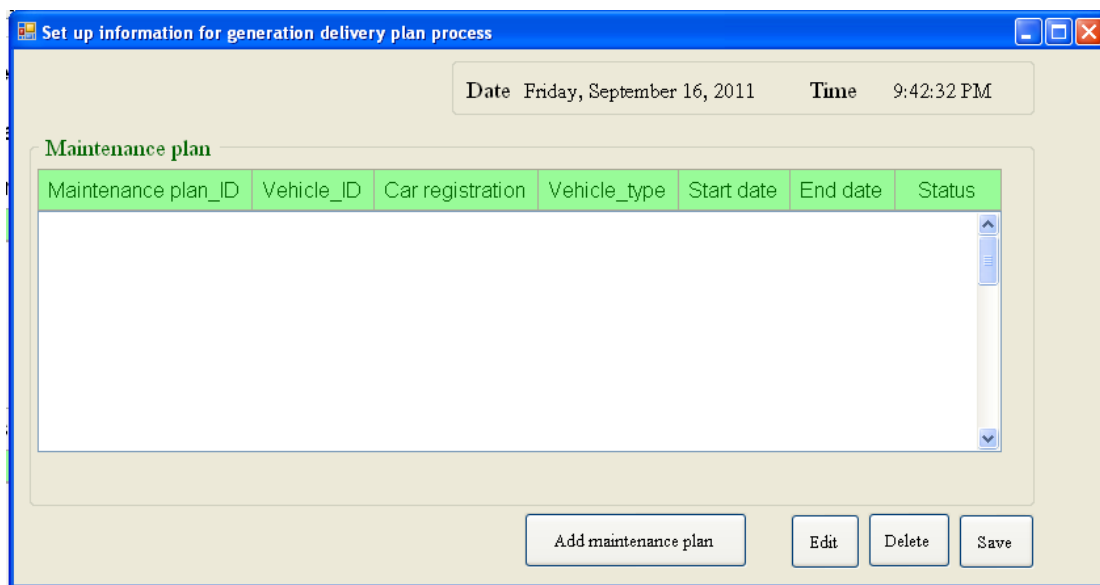 Set up information for generation delivery plan process
Date Friday, September 16, 2011 Time 9:42:32 PM
Maintenance plan
Maintenance plan_ID Vehicle_ID Car registration Vehicle_type Start date End date Status
Add maintenance plan Edit Delete Save